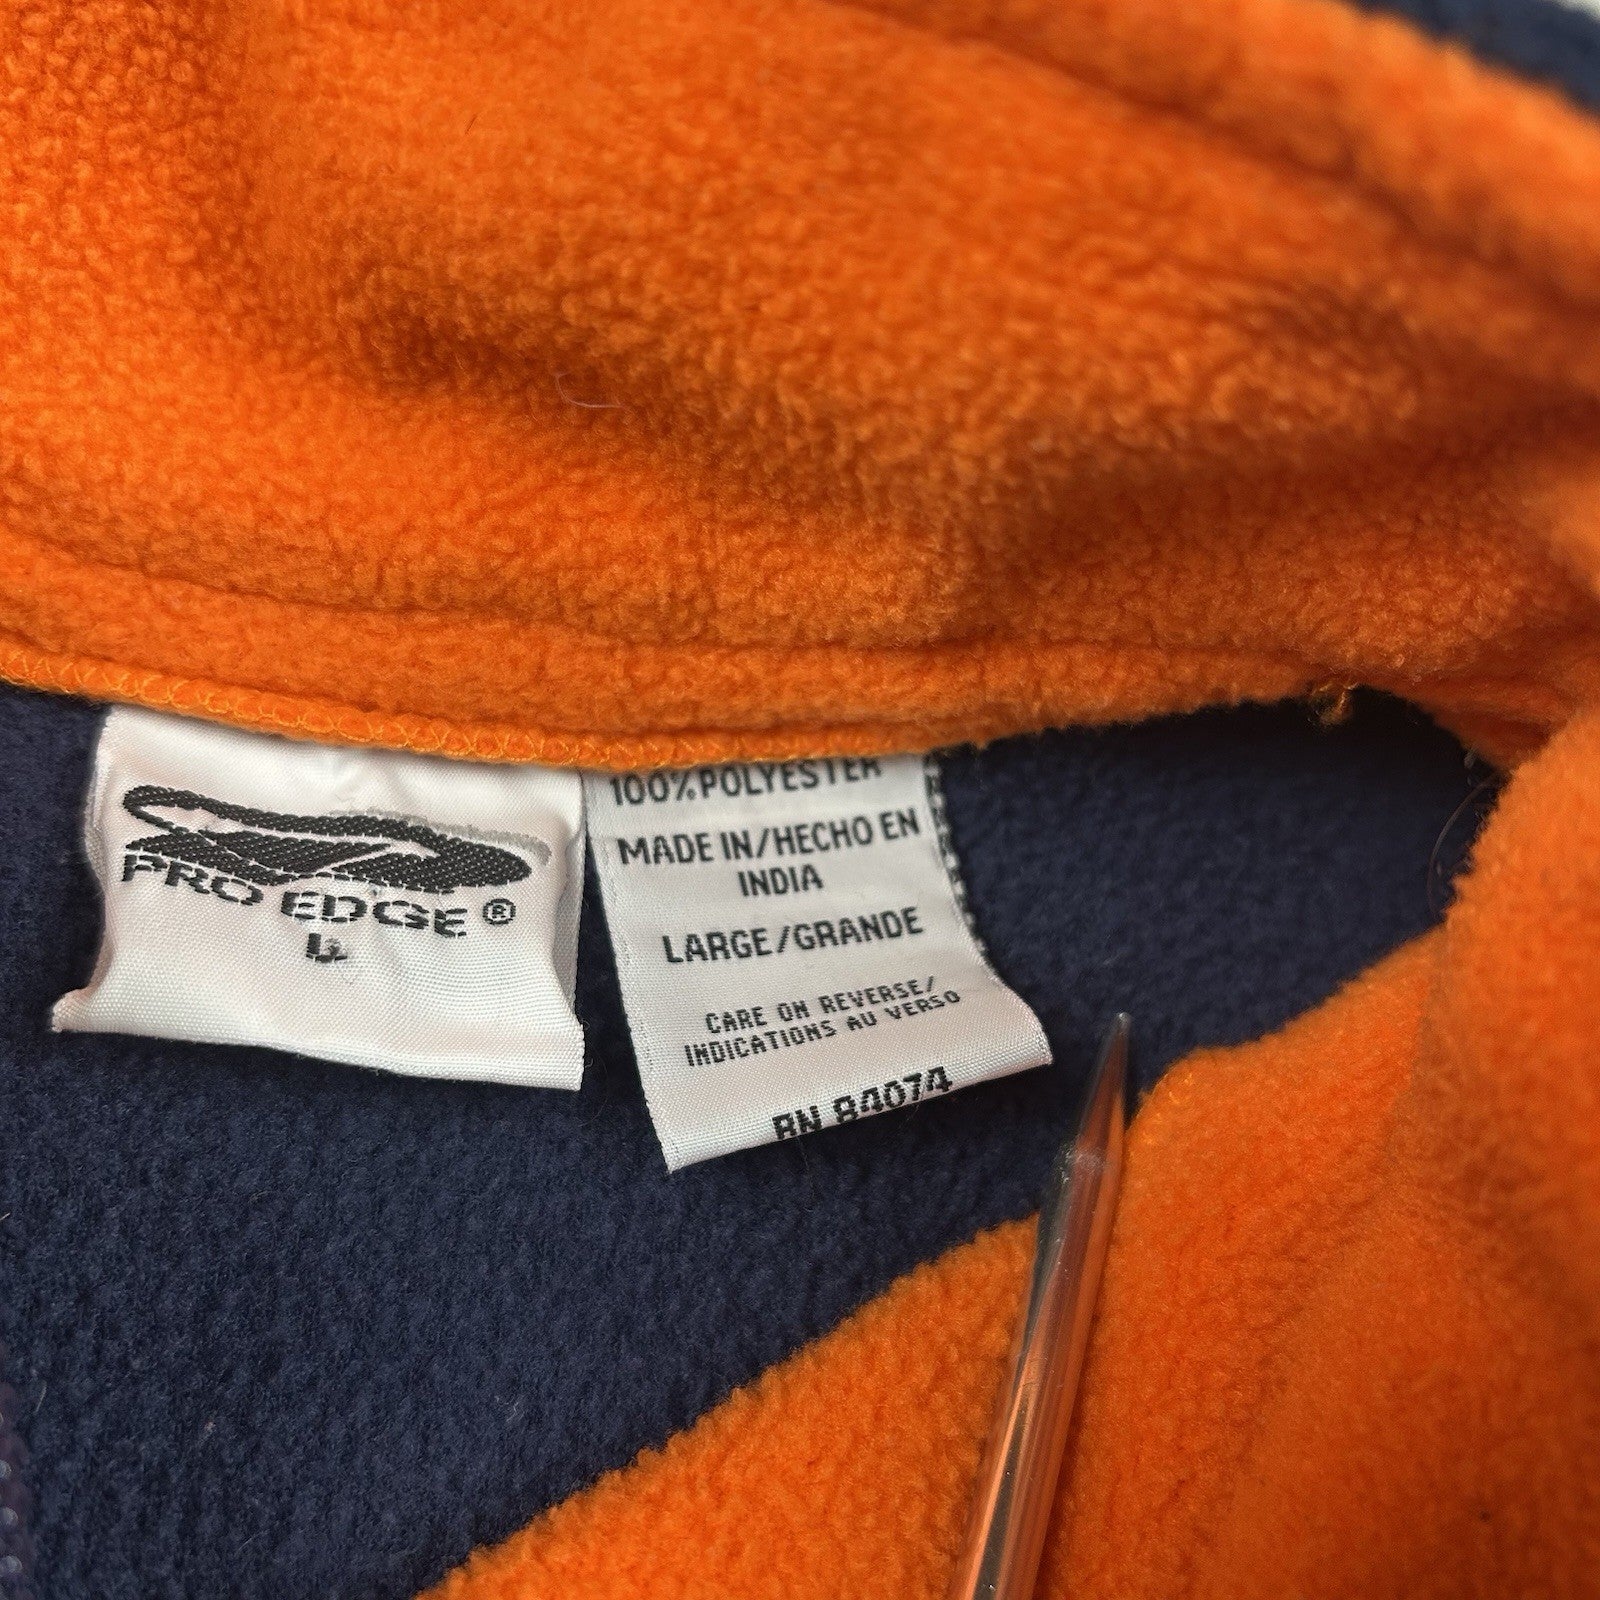 PRO EDGE ®
L
100% POLYESTER
MADE IN/HECHO EN
INDIA
LARGE/GRANDE
CARE ON REVERSE/
INDICATIONS AU VERSO
RN 84074